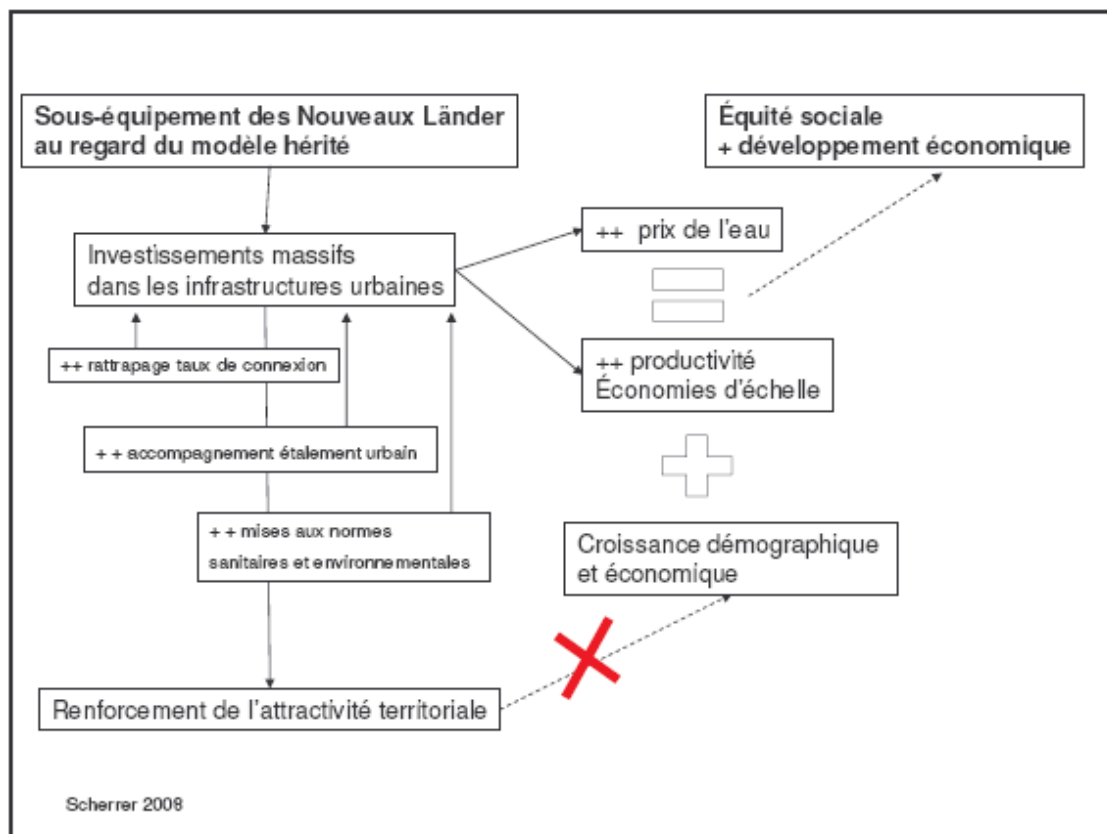 Sous-équipement des Nouveaux Länder
au regard du modèle hérité
Équité sociale
+ développement économique
Investissements massifs
dans les infrastructures urbaines
++ prix de l'eau
++ rattrapage taux de connexion
++ productivité
Économies d'échelle
+ + accompagnement étalement urbain
+ + mises aux normes
sanitaires et environnementales
Croissance démographique
et économique
Renforcement de l'attractivité territoriale
Scherrer 2008